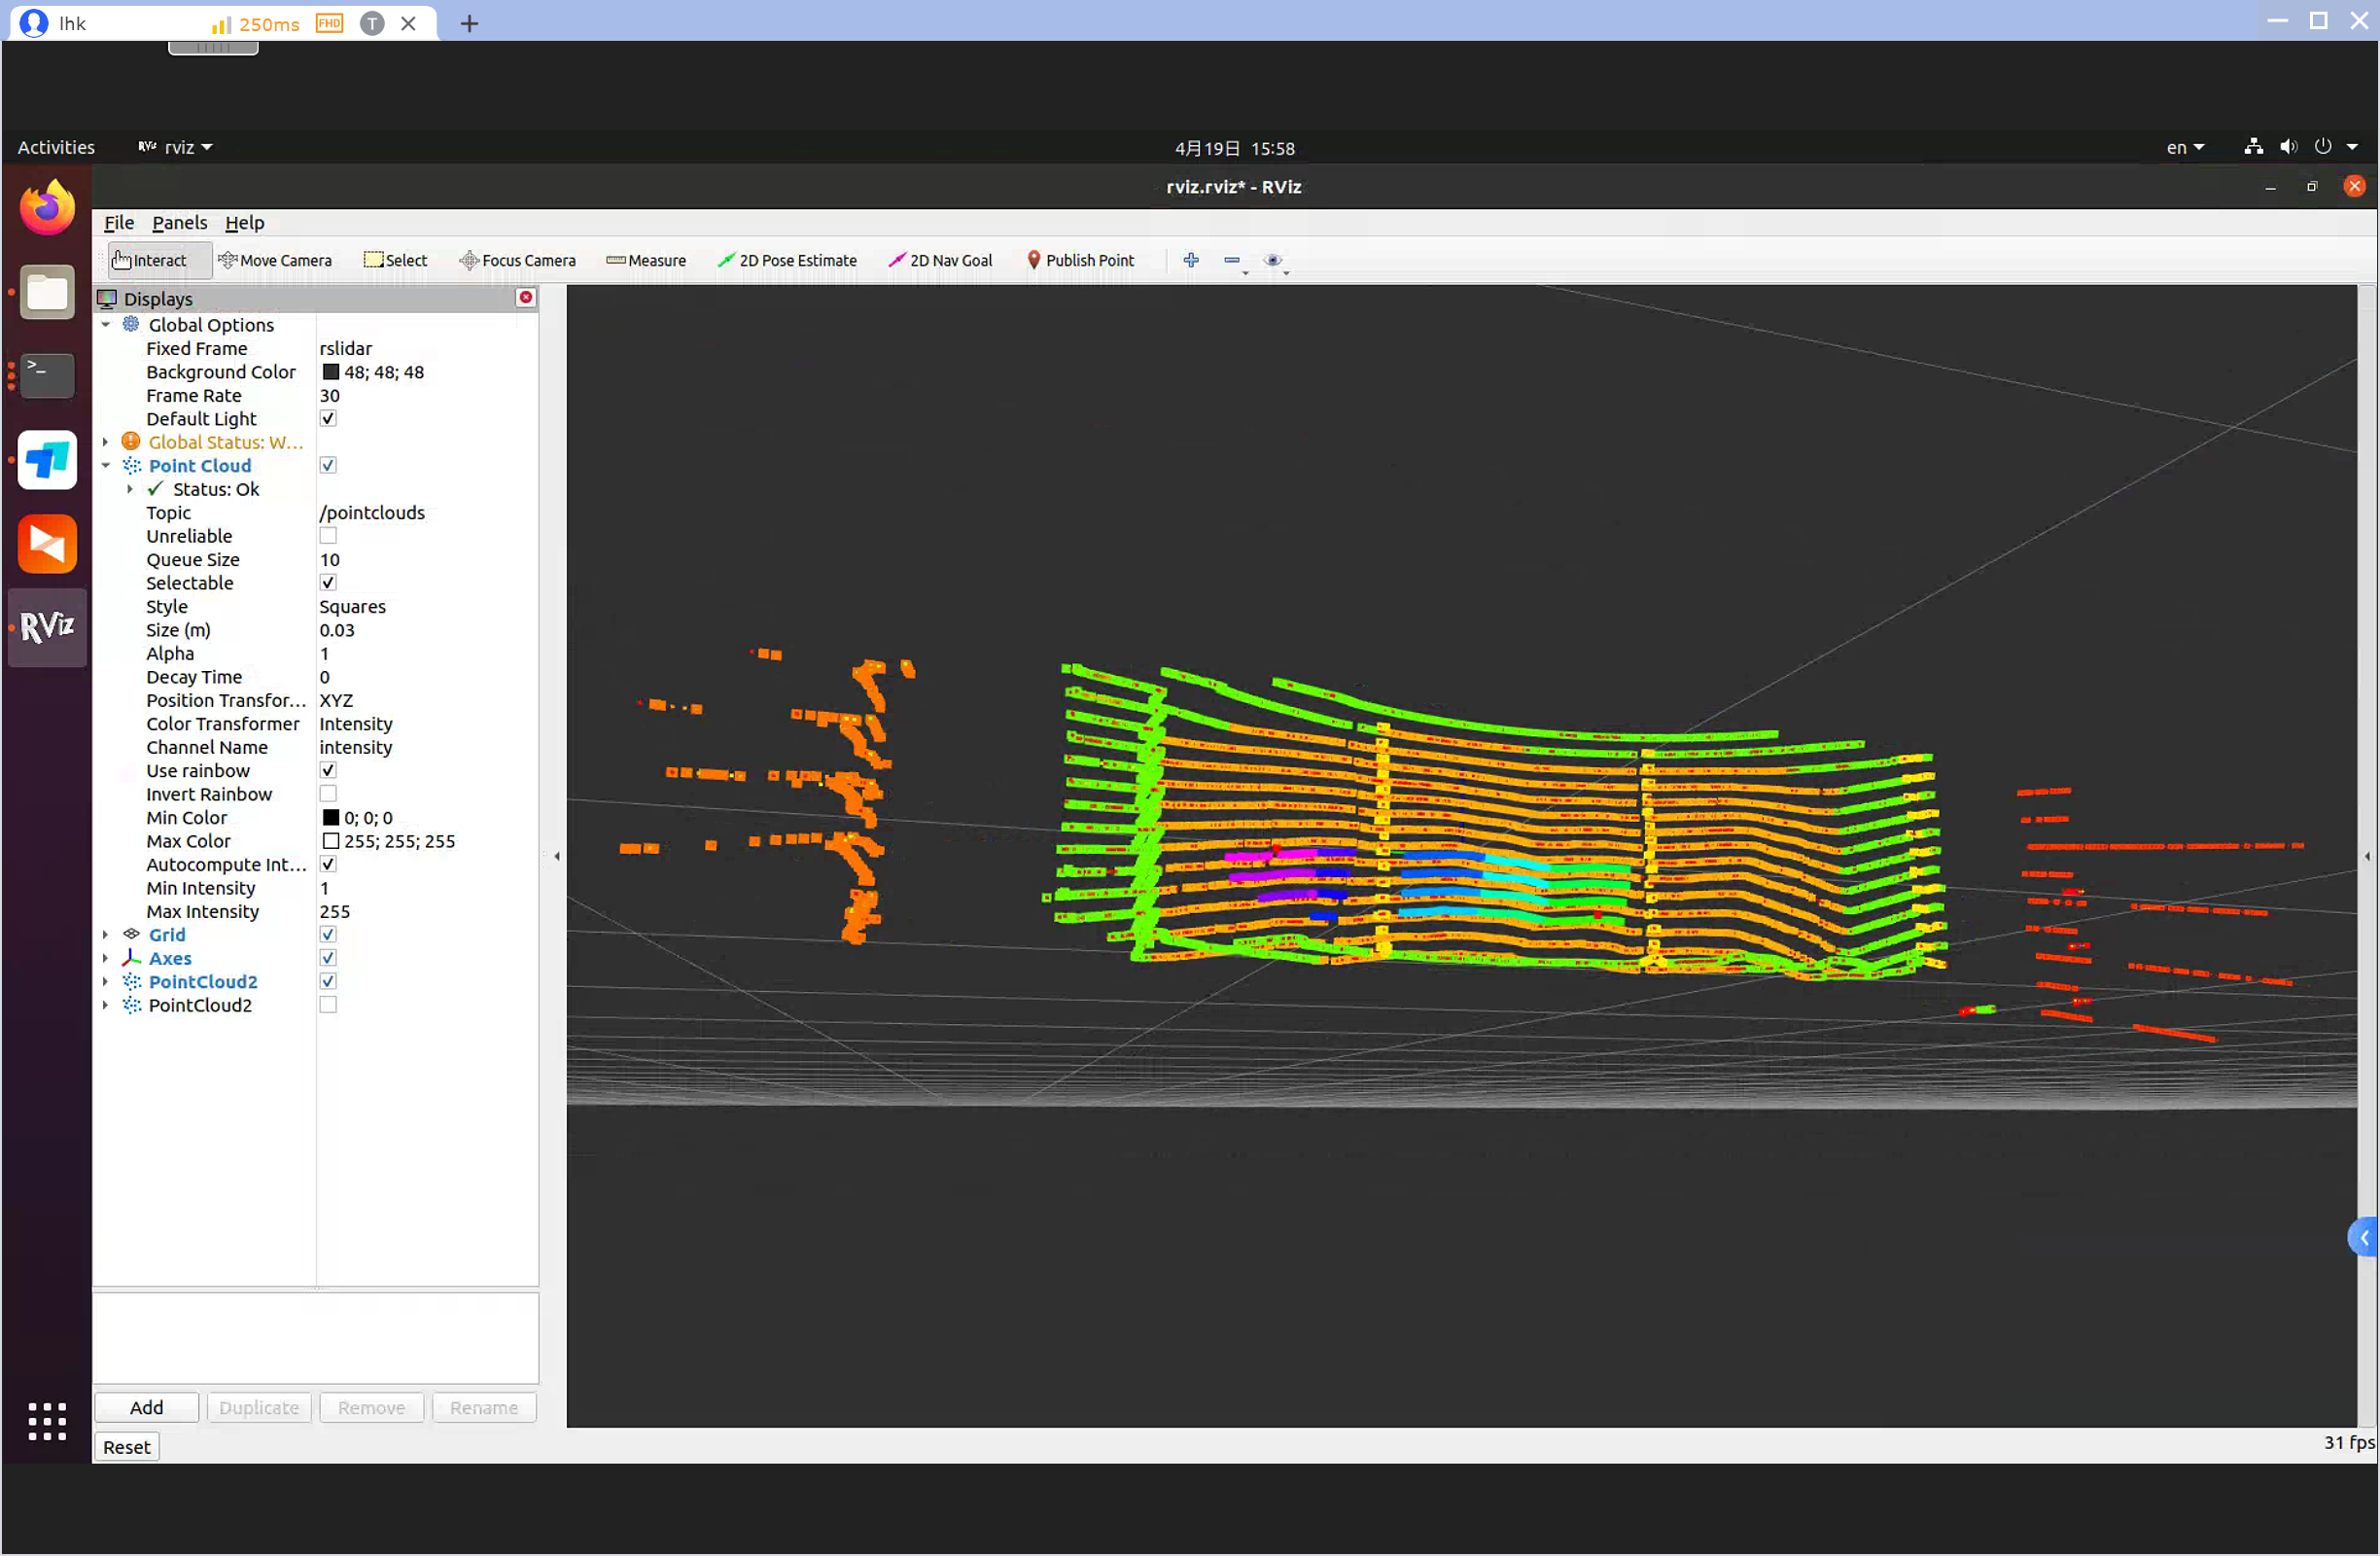 lhk 250ms FHD T
Activities RViz rviz 4月19日 15:58 en
rviz.rviz* - RViz
File Panels Help
Interact Move Camera Select Focus Camera Measure 2D Pose Estimate 2D Nav Goal Publish Point
Displays
Global Options
Fixed Frame rslidar
Background Color 48; 48; 48
Frame Rate 30
Default Light
Global Status: W...
Point Cloud
Status: Ok
Topic /pointclouds
Unreliable
Queue Size 10
Selectable
Style Squares
Size (m) 0.03
Alpha 1
Decay Time 0
Position Transfor... XYZ
Color Transformer Intensity
Channel Name intensity
Use rainbow
Invert Rainbow
Min Color 0; 0; 0
Max Color 255; 255; 255
Autocompute Int...
Min Intensity 1
Max Intensity 255
Grid
Axes
PointCloud2
PointCloud2
RViz
Add Duplicate Remove Rename
Reset
31 fps